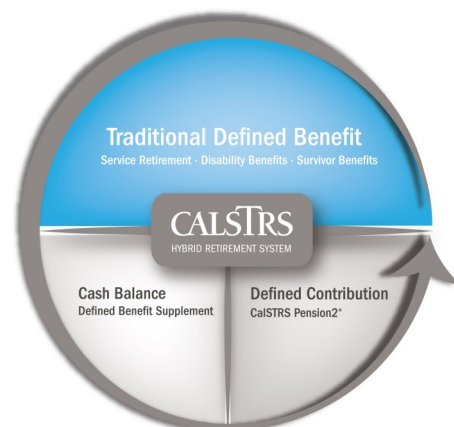 Traditional Defined Benefit
Service Retirement · Disability Benefits · Survivor Benefits
CALSTRS
HYBRID RETIREMENT SYSTEM
Cash Balance
Defined Benefit Supplement
Defined Contribution
CalSTRS Pension2®